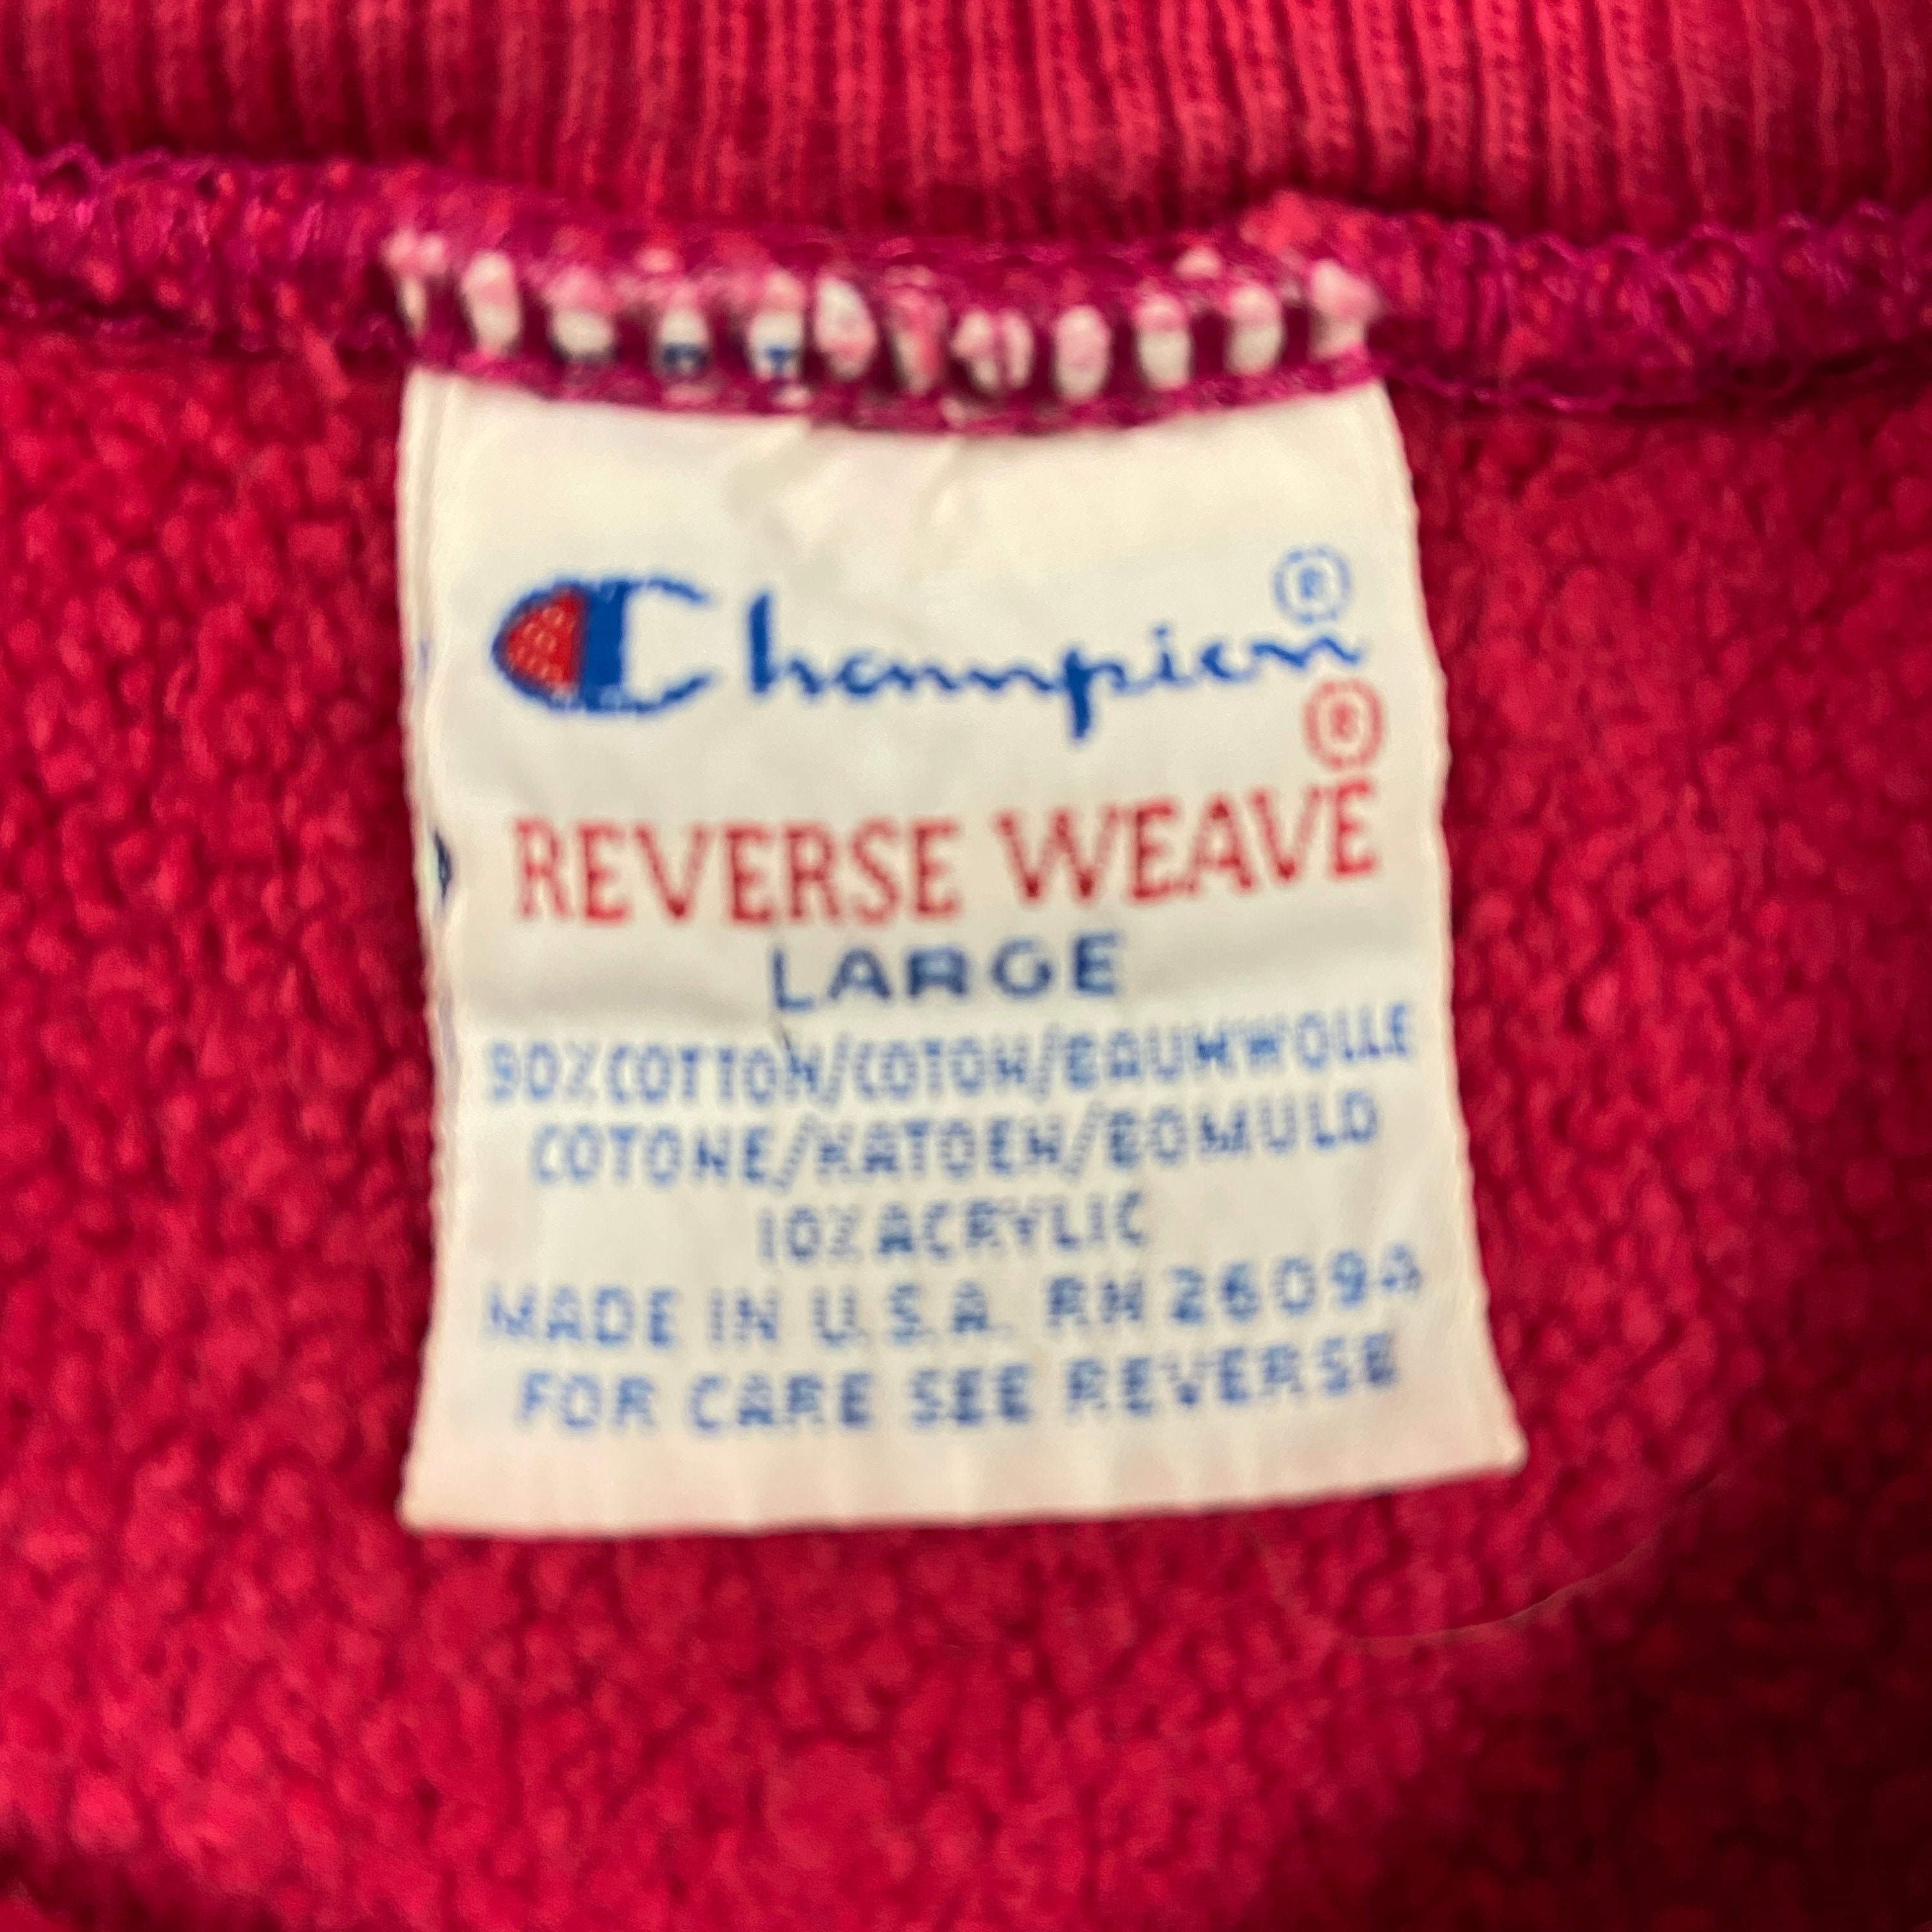 Champion®
®
REVERSE WEAVE
LARGE
90% COTTON/COTON/BAUMWOLLE
COTONE/KATOEN/BOMULD
10% ACRYLIC
MADE IN U.S.A. RN 26094
FOR CARE SEE REVERSE